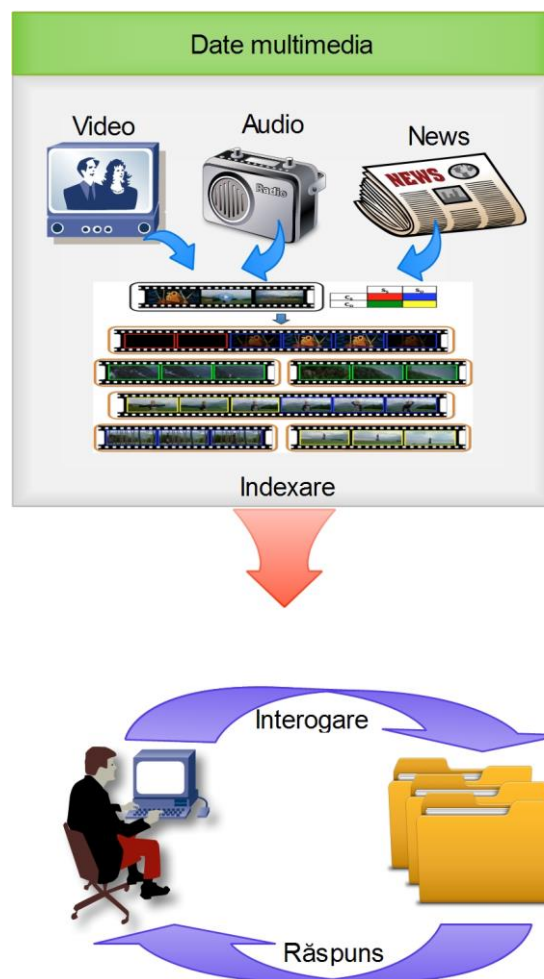 Date multimedia
Video
Audio
News
Radio
NEWS
Indexare
Interogare
Răspuns